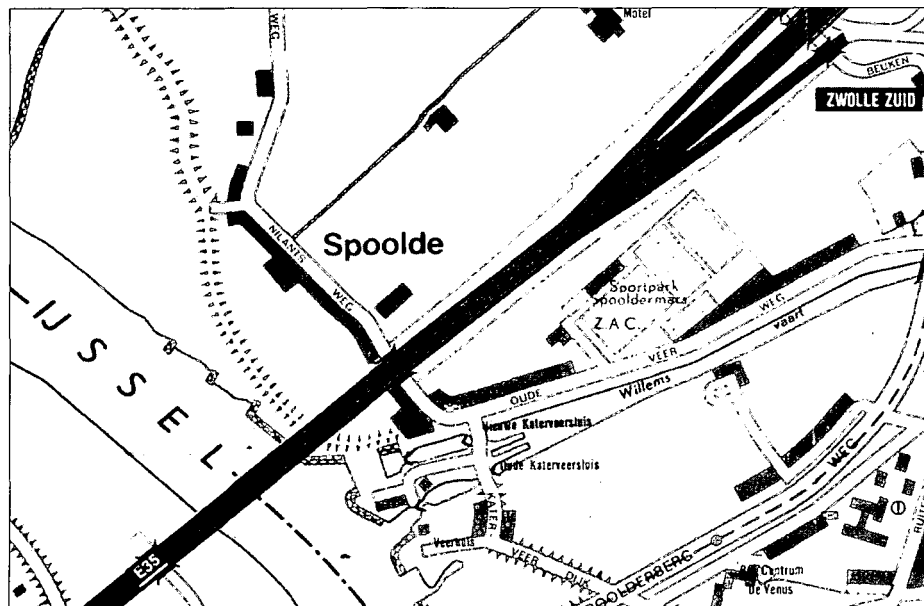 Motel
WEG
BEUKEN
ZWOLLE ZUID
NILANTS
WEG
Spoolde
IJSSEL
Sportpark
Spooldermars
Z.A.C.
OUDE
VEER
WEG
Willems
vaart
Nieuwe Katerveersluis
Oude Katerveersluis
KATER
VEER
DIJK
Veerhuis
WEG
SPOOLDERBERG
Centrum
De Venus
E35